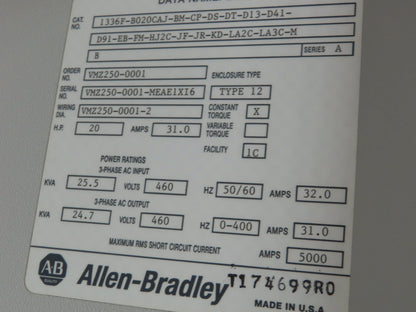 CAT. NO. 1336F-B020CAJ-BM-CP-DS-DT-D13-D41-
D91-EB-FM-HJ2C-JF-JR-KD-LA2C-LA3C-M
B SERIES A
ORDER NO. VMZ250-0001 ENCLOSURE TYPE
SERIAL NO. VMZ250-0001-MEAE1XI6 TYPE 12
WIRING DIA. VMZ250-0001-2 CONSTANT TORQUE X
H.P. 20 AMPS 31.0 VARIABLE TORQUE
FACILITY 1C
POWER RATINGS
3-PHASE AC INPUT
KVA 25.5 VOLTS 460 HZ 50/60 AMPS 32.0
3-PHASE AC OUTPUT
KVA 24.7 VOLTS 460 HZ 0-400 AMPS 31.0
MAXIMUM RMS SHORT CIRCUIT CURRENT AMPS 5000
AB QUALITY Allen-Bradley T174699R0
MADE IN U.S.A